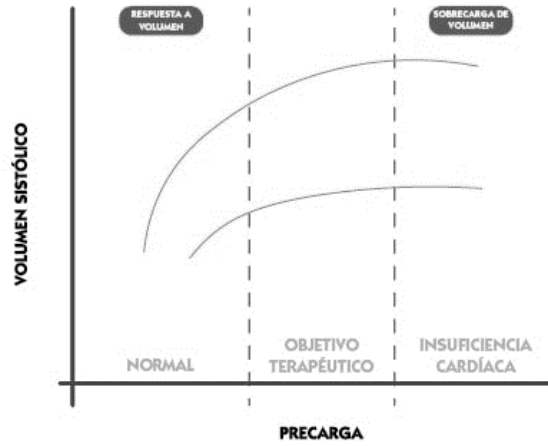 RESPUESTA A
VOLUMEN
SOBRECARGA DE
VOLUMEN
VOLUMEN SISTÓLICO
NORMAL
OBJETIVO
TERAPÉUTICO
INSUFICIENCIA
CARDÍACA
PRECARGA